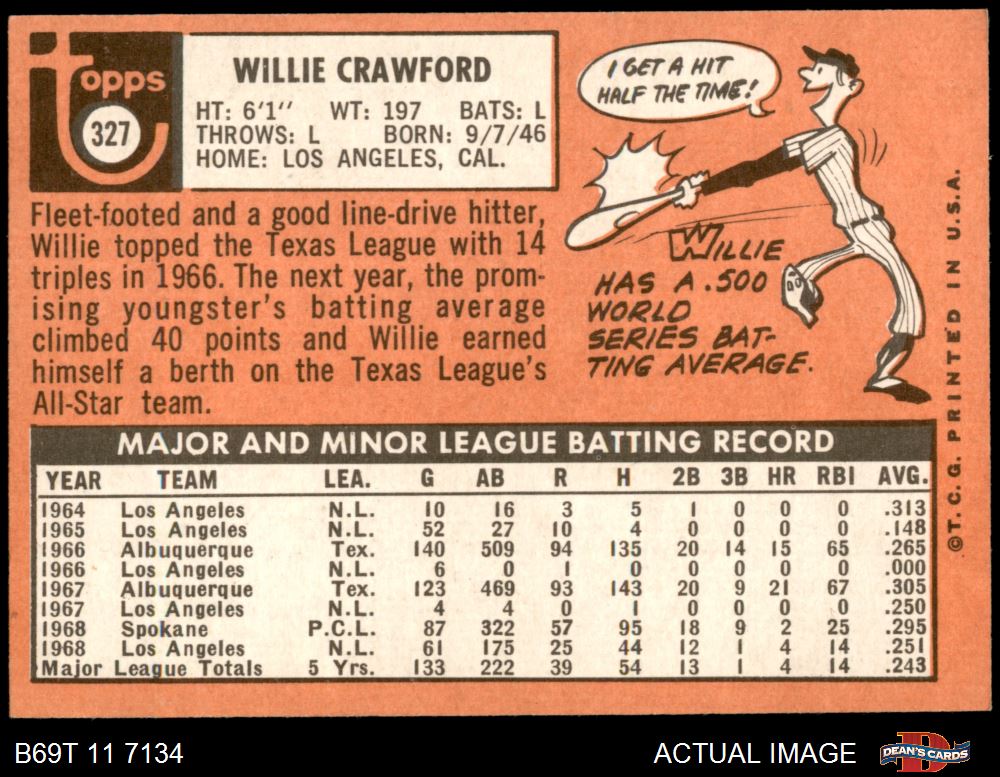 Topps
327
WILLIE CRAWFORD
HT: 6'1" WT: 197 BATS: L
THROWS: L BORN: 9/7/46
HOME: LOS ANGELES, CAL.
Fleet-footed and a good line-drive hitter,
Willie topped the Texas League with 14
triples in 1966. The next year, the prom-
ising youngster's batting average
climbed 40 points and Willie earned
himself a berth on the Texas League's
All-Star team.
I GET A HIT
HALF THE TIME!
WILLIE
HAS A .500
WORLD
SERIES BAT-
TING AVERAGE.
MAJOR AND MINOR LEAGUE BATTING RECORD
YEAR TEAM LEA. G AB R H 2B 3B HR RBI AVG.
1964 Los Angeles N.L. 10 16 3 5 1 0 0 0 .313
1965 Los Angeles N.L. 52 27 10 4 0 0 0 0 .148
1966 Albuquerque Tex. 140 509 94 135 20 14 15 65 .265
1966 Los Angeles N.L. 6 0 1 0 0 0 0 0 .000
1967 Albuquerque Tex. 123 469 93 143 20 9 21 67 .305
1967 Los Angeles N.L. 4 4 0 1 0 0 0 0 .250
1968 Spokane P.C.L. 87 322 57 95 18 9 2 25 .295
1968 Los Angeles N.L. 61 175 25 44 12 1 4 14 .251
Major League Totals 5 Yrs. 133 222 39 54 13 1 4 14 .243
©T.C.G. PRINTED IN U.S.A.
B69T 11 7134
ACTUAL IMAGE
D
DEAN'S CARDS